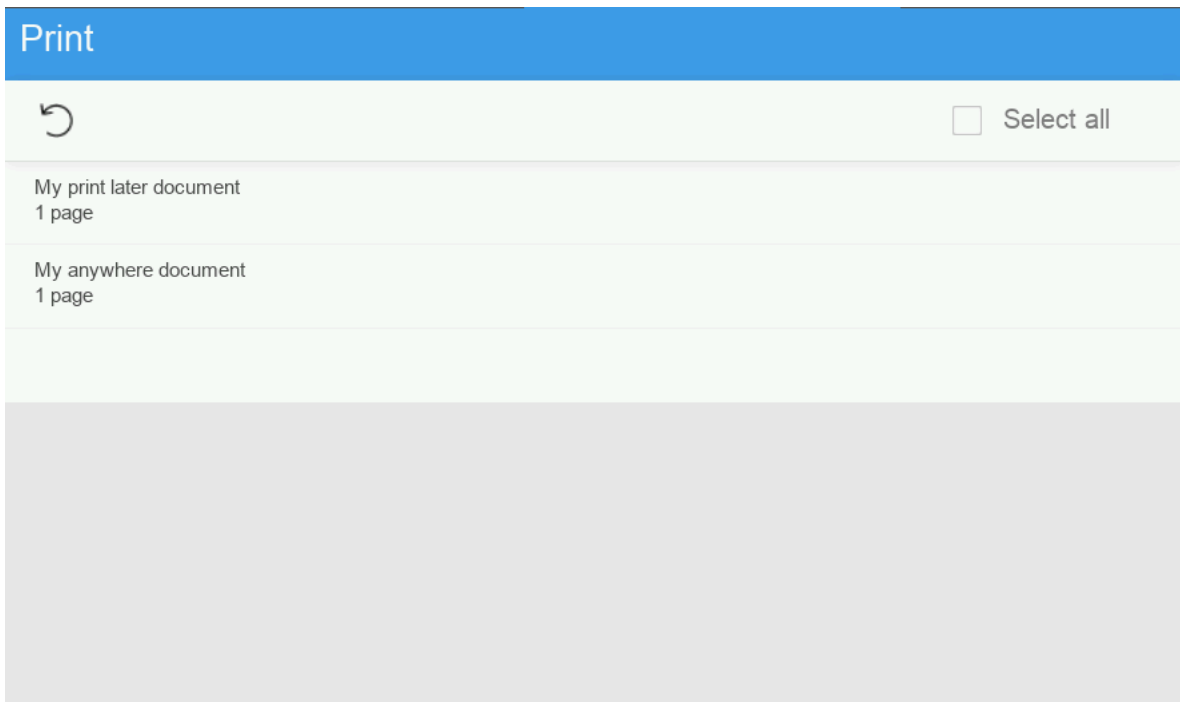 Print
Select all
My print later document
1 page
My anywhere document
1 page